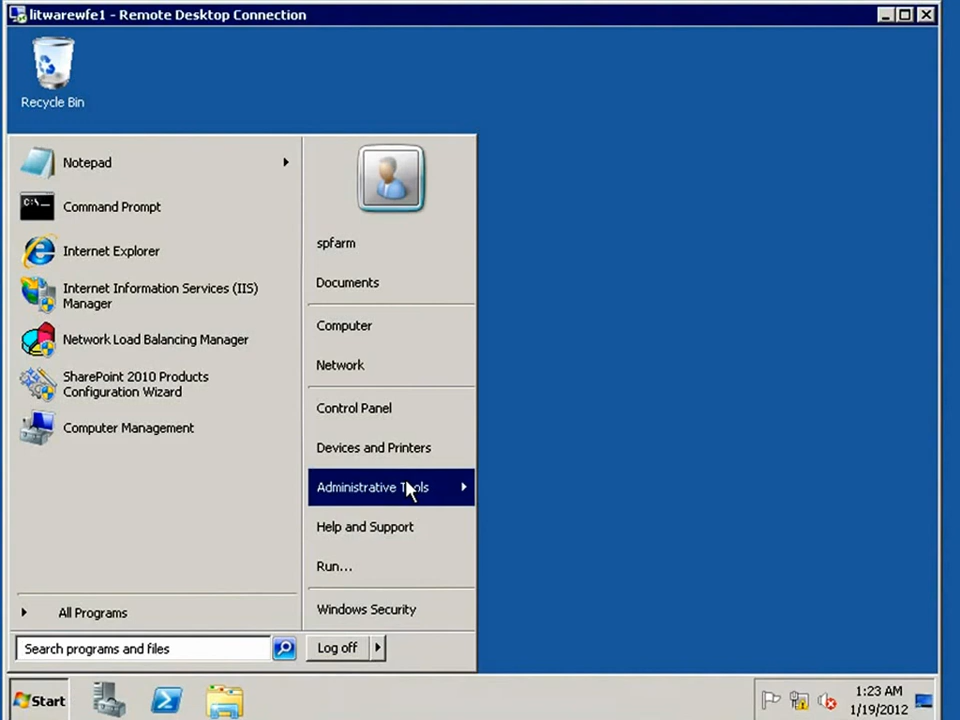 litwarewfe1 - Remote Desktop Connection
Recycle Bin
Notepad
Command Prompt
Internet Explorer
Internet Information Services (IIS)
Manager
Network Load Balancing Manager
SharePoint 2010 Products
Configuration Wizard
Computer Management
All Programs
Search programs and files
spfarm
Documents
Computer
Network
Control Panel
Devices and Printers
Administrative Tools
Help and Support
Run...
Windows Security
Log off
Start
1:23 AM
1/19/2012